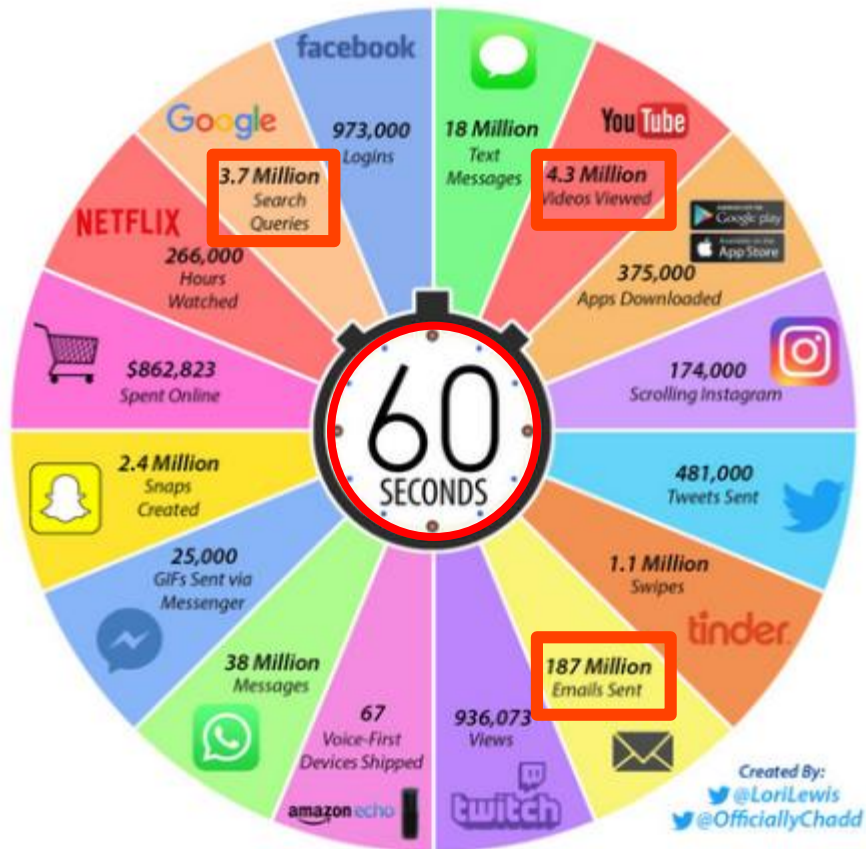 facebook
973,000
Logins
18 Million
Text
Messages
You Tube
4.3 Million
Videos Viewed
Google play
App Store
375,000
Apps Downloaded
174,000
Scrolling Instagram
481,000
Tweets Sent
1.1 Million
Swipes
tinder
187 Million
Emails Sent
936,073
Views
twitch
67
Voice-First
Devices Shipped
amazon echo
38 Million
Messages
25,000
GIFs Sent via
Messenger
2.4 Million
Snaps
Created
$862,823
Spent Online
NETFLIX
266,000
Hours
Watched
Google
3.7 Million
Search
Queries
60
SECONDS
Created By:
@LoriLewis
@OfficiallyChadd